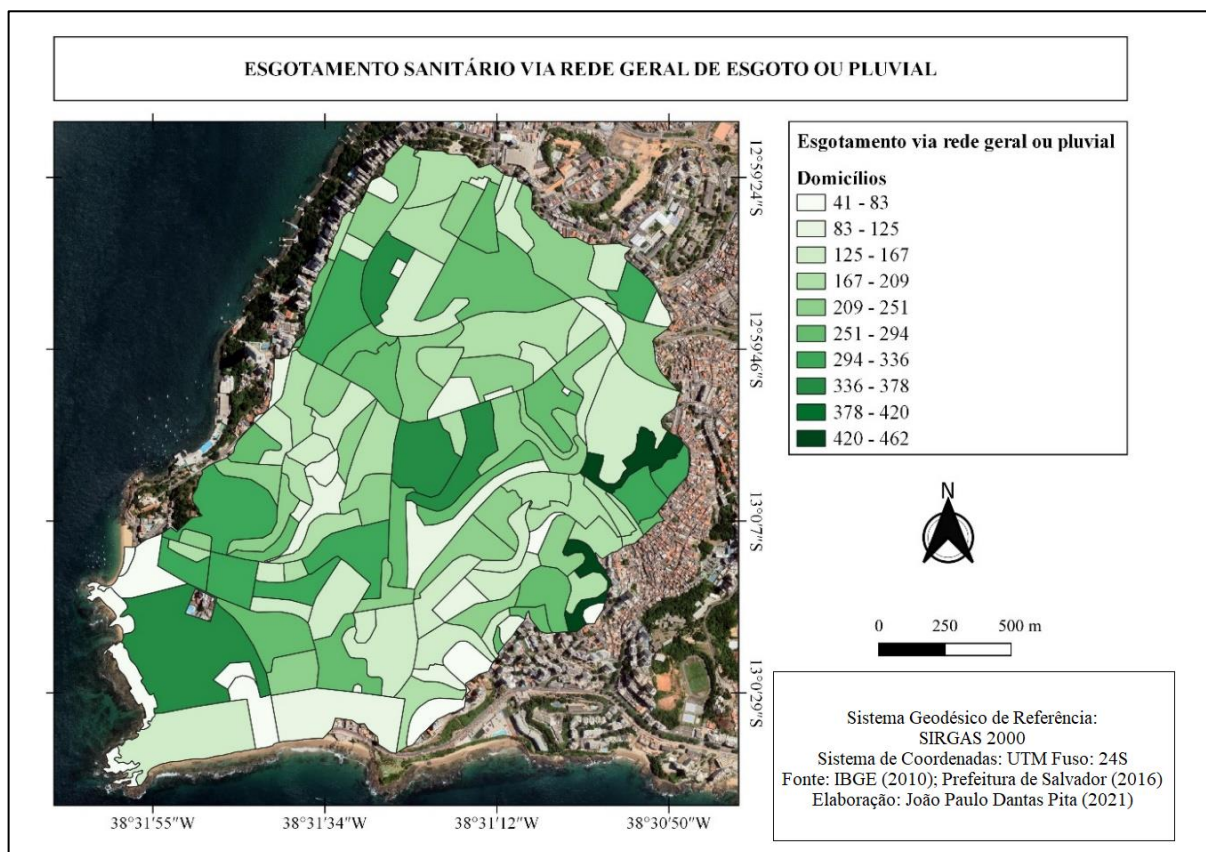 ESGOTAMENTO SANITÁRIO VIA REDE GERAL DE ESGOTO OU PLUVIAL
Esgotamento via rede geral ou pluvial
Domicílios
41 - 83
83 - 125
125 - 167
167 - 209
209 - 251
251 - 294
294 - 336
336 - 378
378 - 420
420 - 462
12°59'24"S
12°59'46"S
13°0'7"S
13°0'29"S
38°31'55"W
38°31'34"W
38°31'12"W
38°30'50"W
N
0 250 500 m
Sistema Geodésico de Referência:
SIRGAS 2000
Sistema de Coordenadas: UTM Fuso: 24S
Fonte: IBGE (2010); Prefeitura de Salvador (2016)
Elaboração: João Paulo Dantas Pita (2021)